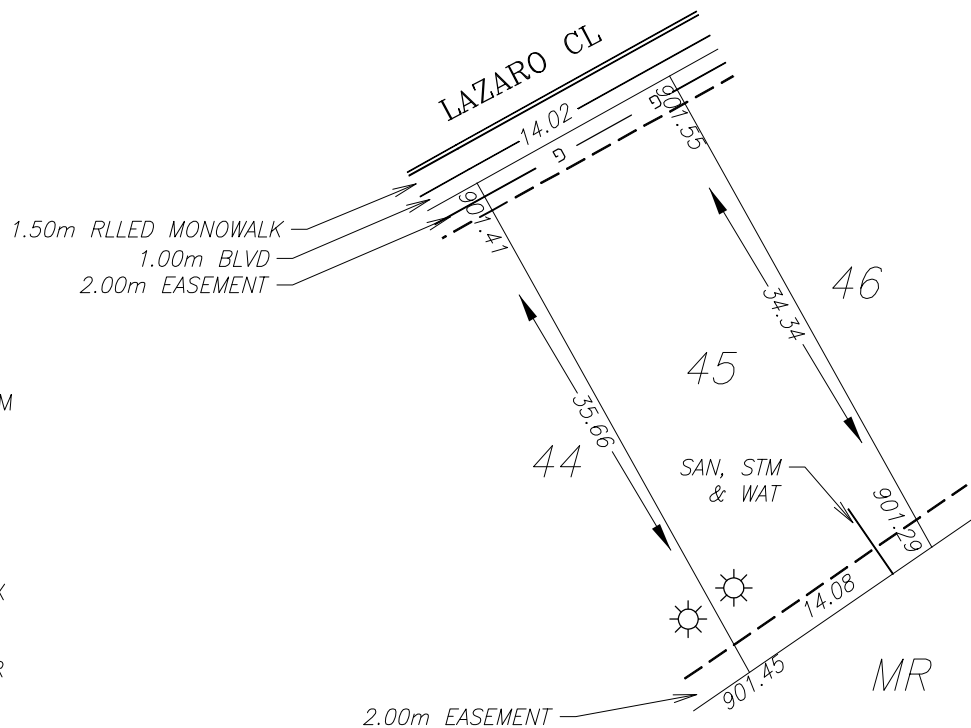 LAZARO CL
14.02
G
G
901.55
901.41
1.50m RLLED MONOWALK
1.00m BLVD
2.00m EASEMENT
46
34.34
45
M
35.66
44
SAN, STM
& WAT
901.29
14.08
X
R
901.45
MR
2.00m EASEMENT